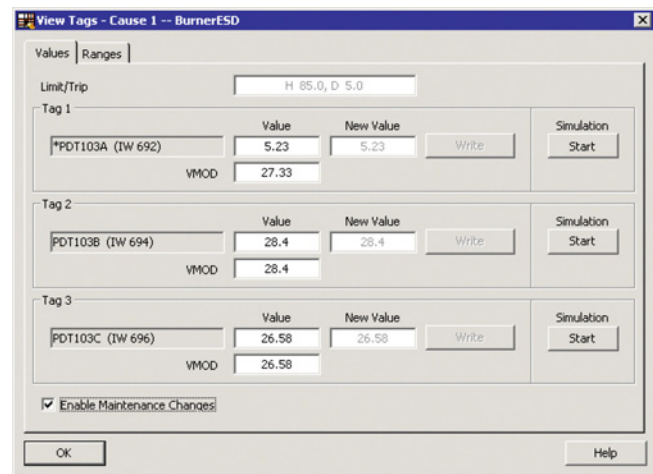 View Tags - Cause 1 -- BurnerESD
Values Ranges
Limit/Trip H 85.0, D 5.0
Tag 1
Value New Value Simulation
*PDT103A (IW 692) 5.23 5.23 Write Start
VMOD 27.33
Tag 2
Value New Value Simulation
PDT103B (IW 694) 28.4 28.4 Write Start
VMOD 28.4
Tag 3
Value New Value Simulation
PDT103C (IW 696) 26.58 26.58 Write Start
VMOD 26.58
Enable Maintenance Changes
OK Help